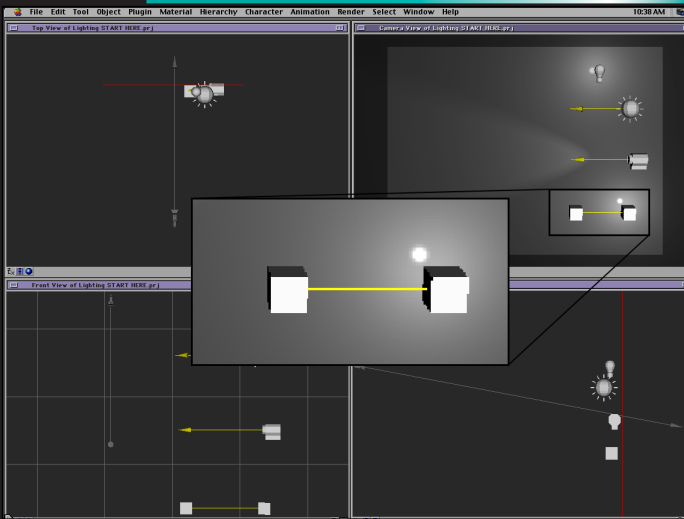 File Edit Tool Object Plugin Material Hierarchy Character Animation Render Select Window Help 10:38 AM
Top View of Lighting START HERE.prj
Camera View of Lighting START HERE.prj
Front View of Lighting START HERE.prj